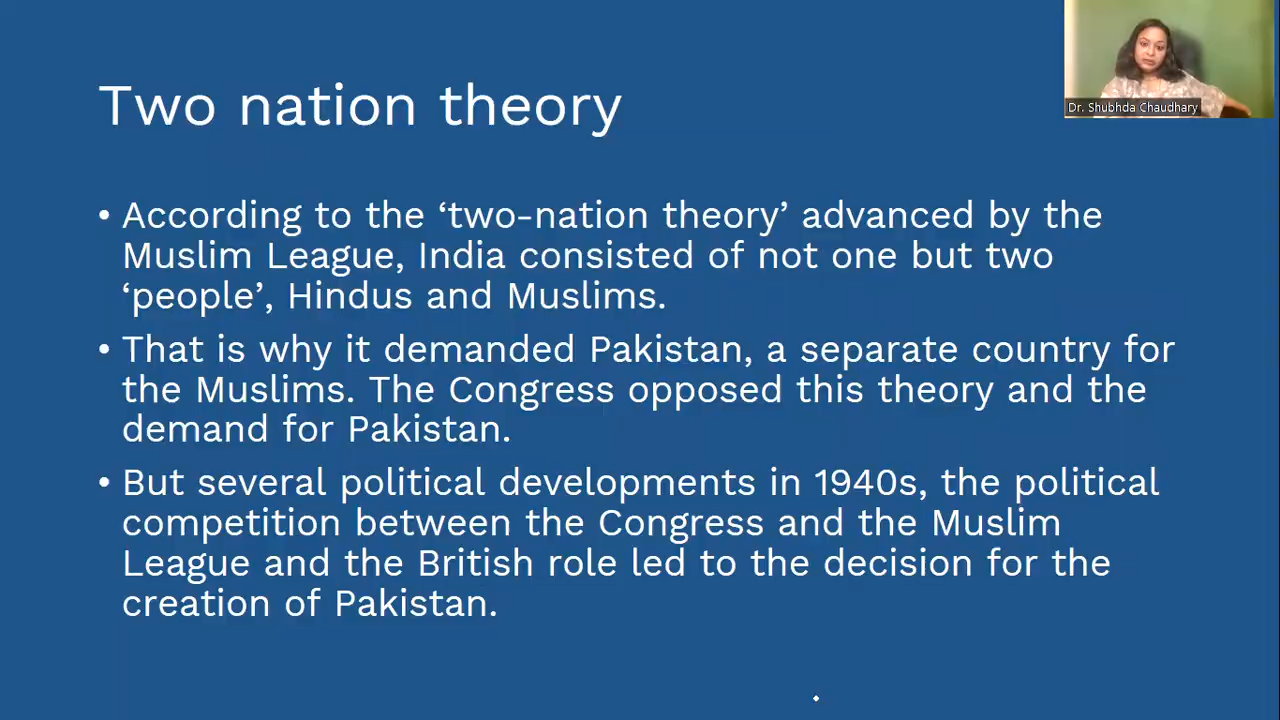 Two nation theory
Dr. Shubhda Chaudhary
• According to the ‘two-nation theory’ advanced by the
Muslim League, India consisted of not one but two
‘people’, Hindus and Muslims.
• That is why it demanded Pakistan, a separate country for
the Muslims. The Congress opposed this theory and the
demand for Pakistan.
• But several political developments in 1940s, the political
competition between the Congress and the Muslim
League and the British role led to the decision for the
creation of Pakistan.